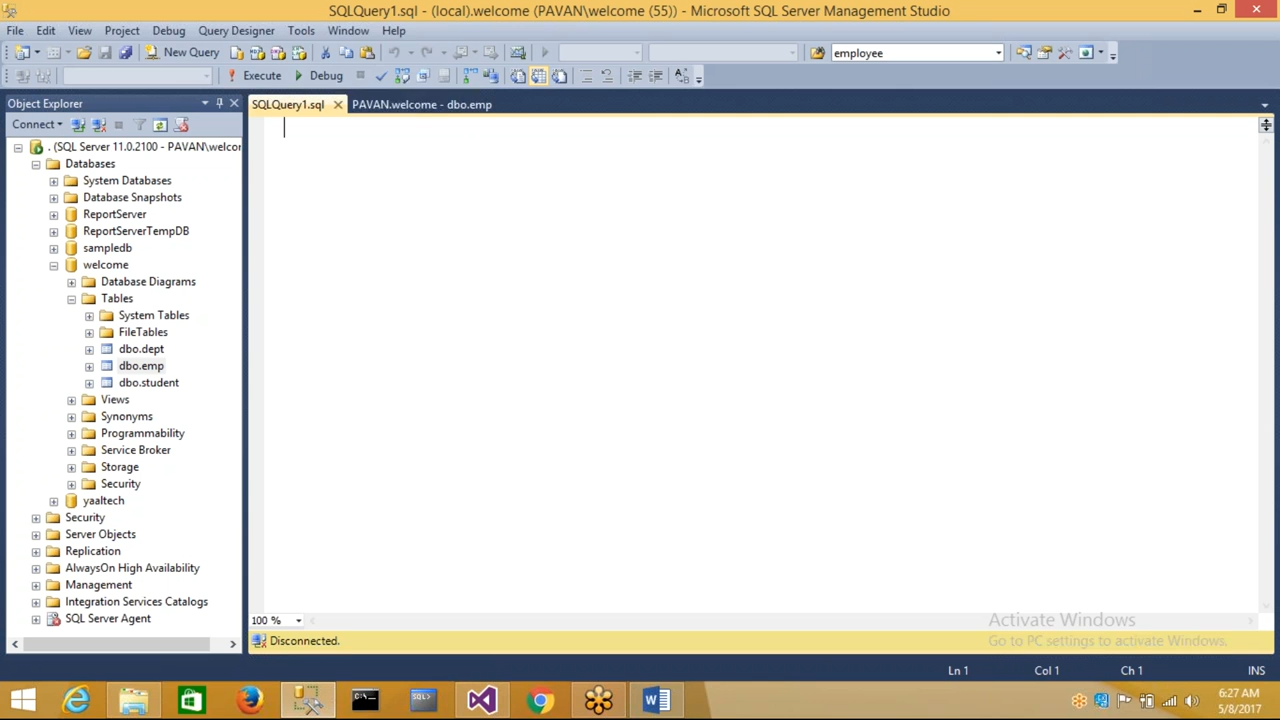 SQLQuery1.sql - (local).welcome (PAVAN\welcome (55)) - Microsoft SQL Server Management Studio
File Edit View Project Debug Query Designer Tools Window Help
New Query employee
Execute Debug
Object Explorer
SQLQuery1.sql PAVAN.welcome - dbo.emp
Connect
. (SQL Server 11.0.2100 - PAVAN\welcor
Databases
System Databases
Database Snapshots
ReportServer
ReportServerTempDB
sampledb
welcome
Database Diagrams
Tables
System Tables
FileTables
dbo.dept
dbo.emp
dbo.student
Views
Synonyms
Programmability
Service Broker
Storage
Security
yaaltech
Security
Server Objects
Replication
AlwaysOn High Availability
Management
Integration Services Catalogs
SQL Server Agent
100 %
Activate Windows
Go to PC settings to activate Windows.
Disconnected.
Ln 1 Col 1 Ch 1 INS
6:27 AM
5/8/2017